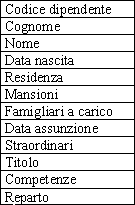 Codice dipendente
Cognome
Nome
Data nascita
Residenza
Mansioni
Famigliari a carico
Data assunzione
Straordinari
Titolo
Competenze
Reparto